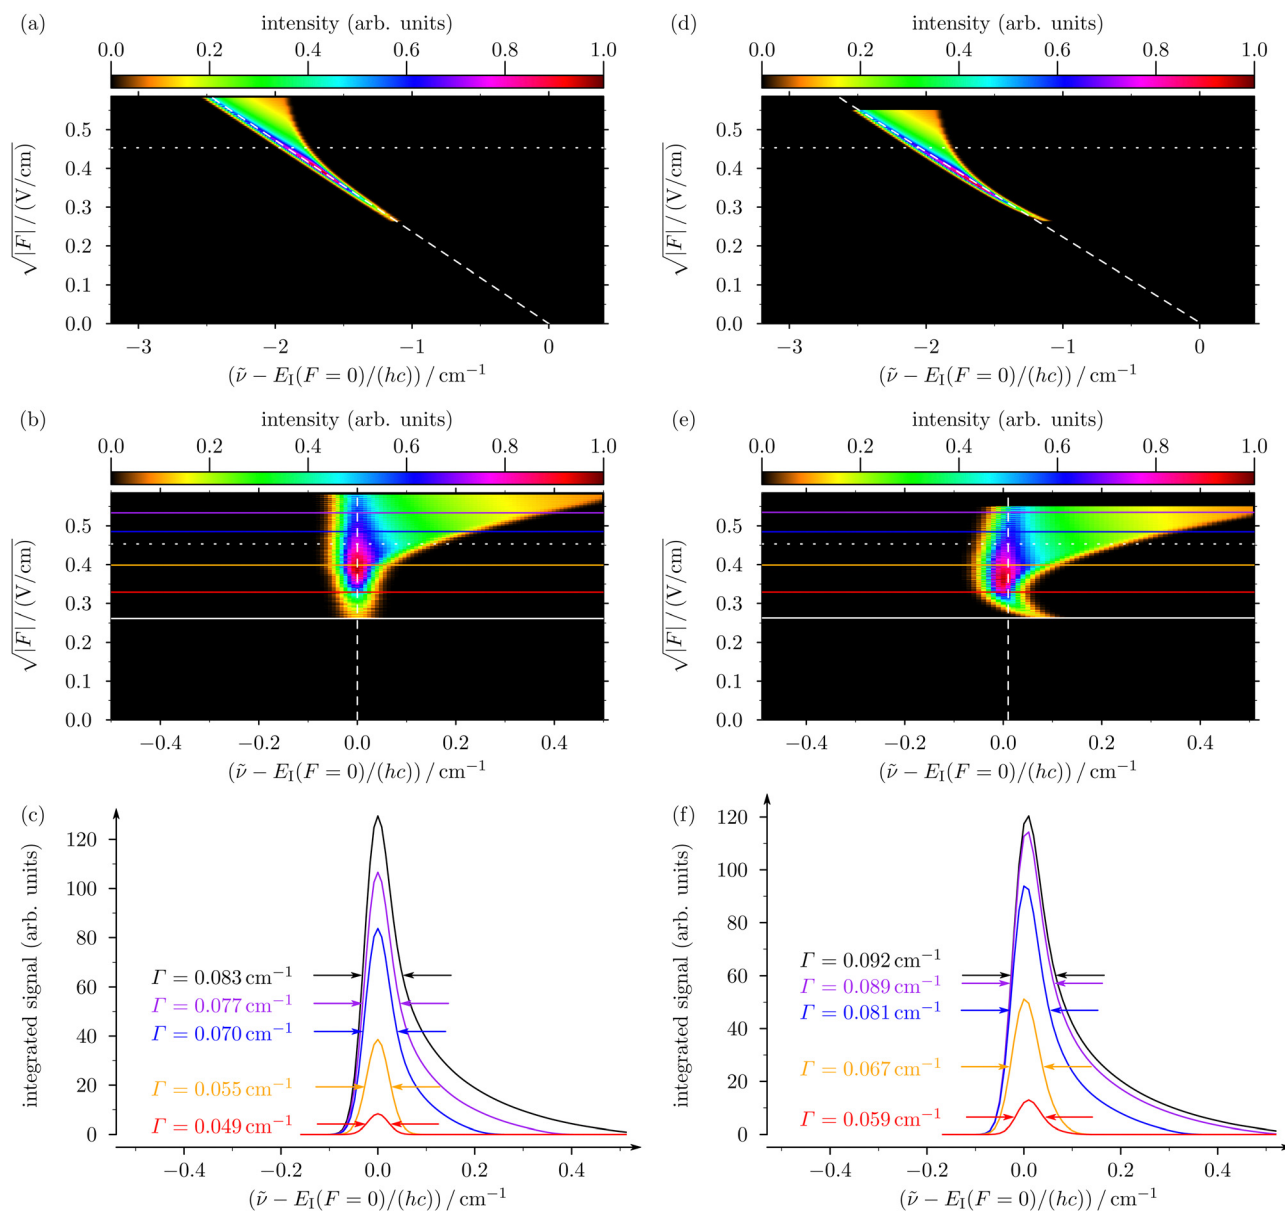 (a)
intensity (arb. units)
0.0 0.2 0.4 0.6 0.8 1.0
√|F| / (V/cm)
0.5
0.4
0.3
0.2
0.1
0.0
−3 −2 −1 0
(ν̃ − E_I(F = 0)/(hc)) / cm⁻¹
(d)
intensity (arb. units)
0.0 0.2 0.4 0.6 0.8 1.0
√|F| / (V/cm)
0.5
0.4
0.3
0.2
0.1
0.0
−3 −2 −1 0
(ν̃ − E_I(F = 0)/(hc)) / cm⁻¹
(b)
intensity (arb. units)
0.0 0.2 0.4 0.6 0.8 1.0
√|F| / (V/cm)
0.5
0.4
0.3
0.2
0.1
0.0
−0.4 −0.2 0.0 0.2 0.4
(ν̃ − E_I(F = 0)/(hc)) / cm⁻¹
(e)
intensity (arb. units)
0.0 0.2 0.4 0.6 0.8 1.0
√|F| / (V/cm)
0.5
0.4
0.3
0.2
0.1
0.0
−0.4 −0.2 0.0 0.2 0.4
(ν̃ − E_I(F = 0)/(hc)) / cm⁻¹
(c)
integrated signal (arb. units)
120
100
80
60
40
20
0
Γ = 0.083 cm⁻¹
Γ = 0.077 cm⁻¹
Γ = 0.070 cm⁻¹
Γ = 0.055 cm⁻¹
Γ = 0.049 cm⁻¹
−0.4 −0.2 0.0 0.2 0.4
(ν̃ − E_I(F = 0)/(hc)) / cm⁻¹
(f)
integrated signal (arb. units)
120
100
80
60
40
20
0
Γ = 0.092 cm⁻¹
Γ = 0.089 cm⁻¹
Γ = 0.081 cm⁻¹
Γ = 0.067 cm⁻¹
Γ = 0.059 cm⁻¹
−0.4 −0.2 0.0 0.2 0.4
(ν̃ − E_I(F = 0)/(hc)) / cm⁻¹